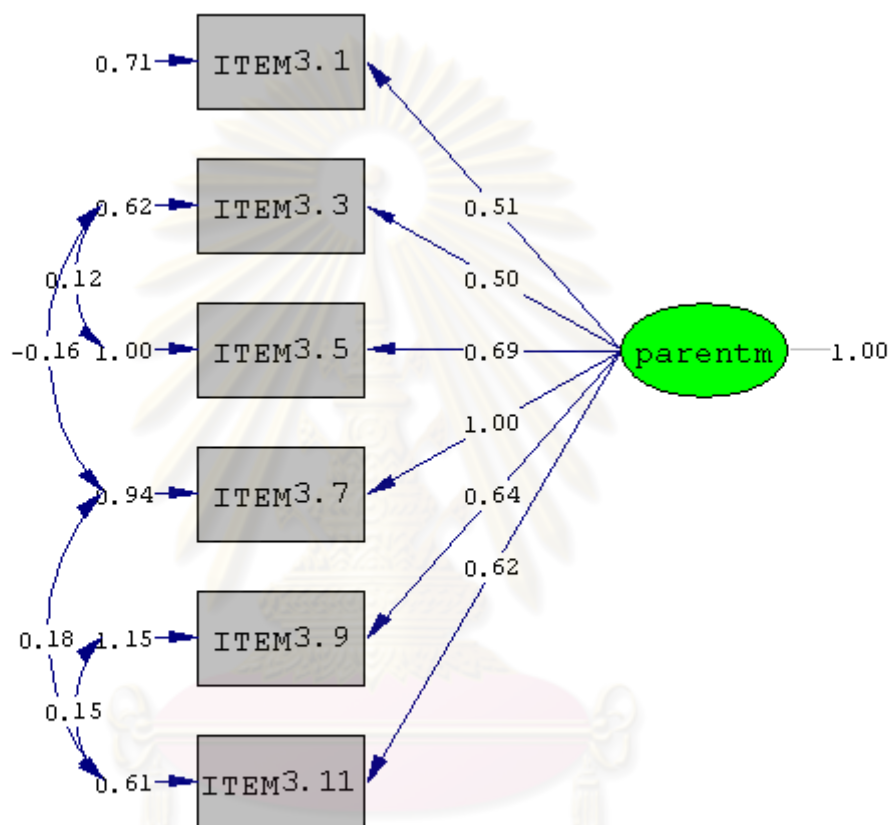 0.71 ITEM3.1
0.62 ITEM3.3 0.51
0.12 0.50
-0.16 1.00 ITEM3.5 0.69 parentm 1.00
1.00
0.94 ITEM3.7 0.64
0.62
0.18 1.15 ITEM3.9
0.15
0.61 ITEM3.11